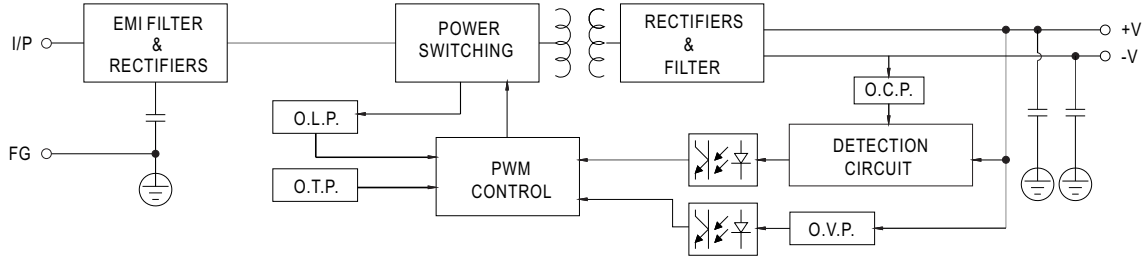 I/P
EMI FILTER
&
RECTIFIERS
POWER
SWITCHING
RECTIFIERS
&
FILTER
+V
-V
O.C.P.
O.L.P.
FG
PWM
CONTROL
DETECTION
CIRCUIT
O.T.P.
O.V.P.